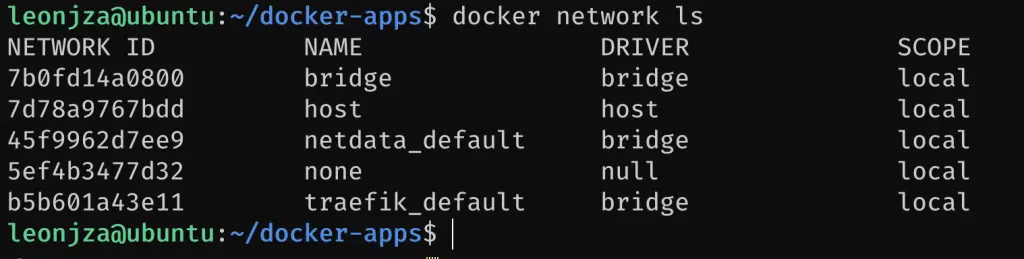 leonjza@ubuntu:~/docker-apps$ docker network ls
NETWORK ID NAME DRIVER SCOPE
7b0fd14a0800 bridge bridge local
7d78a9767bdd host host local
45f9962d7ee9 netdata_default bridge local
5ef4b3477d32 none null local
b5b601a43e11 traefik_default bridge local
leonjza@ubuntu:~/docker-apps$